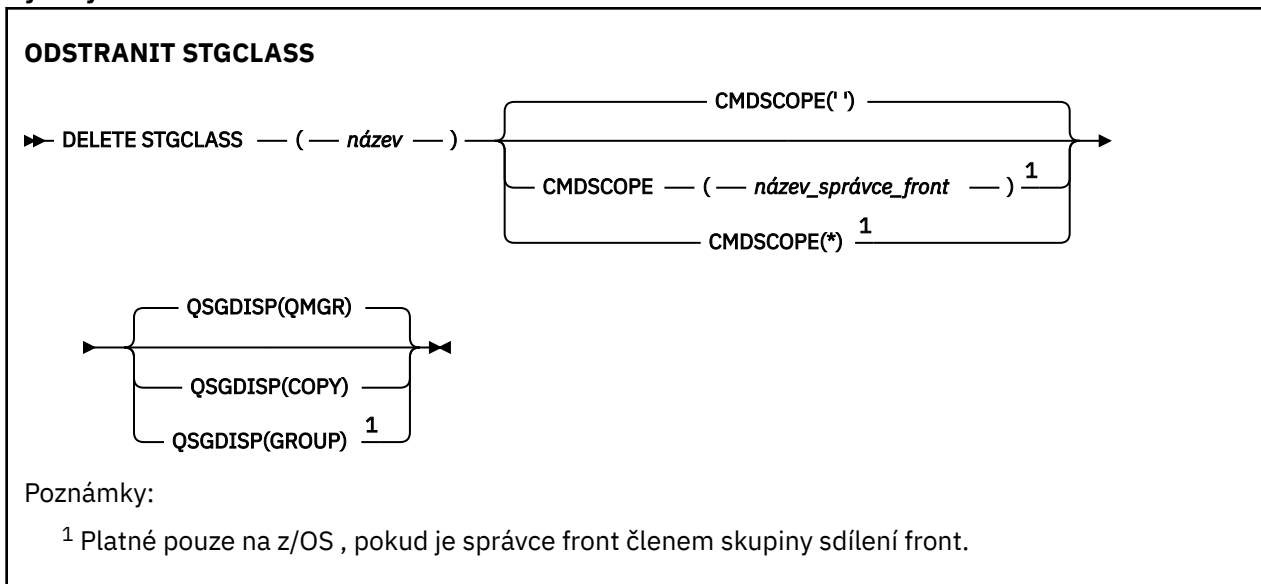 ODSTRANIT STGCLASS
CMDSCOPE(' ')
DELETE STGCLASS ( název )
CMDSCOPE ( název_správce_front ) 1
CMDSCOPE(*) 1
QSGDISP(QMGR)
QSGDISP(COPY)
QSGDISP(GROUP) 1
Poznámky:
1 Platné pouze na z/OS , pokud je správce front členem skupiny sdílení front.